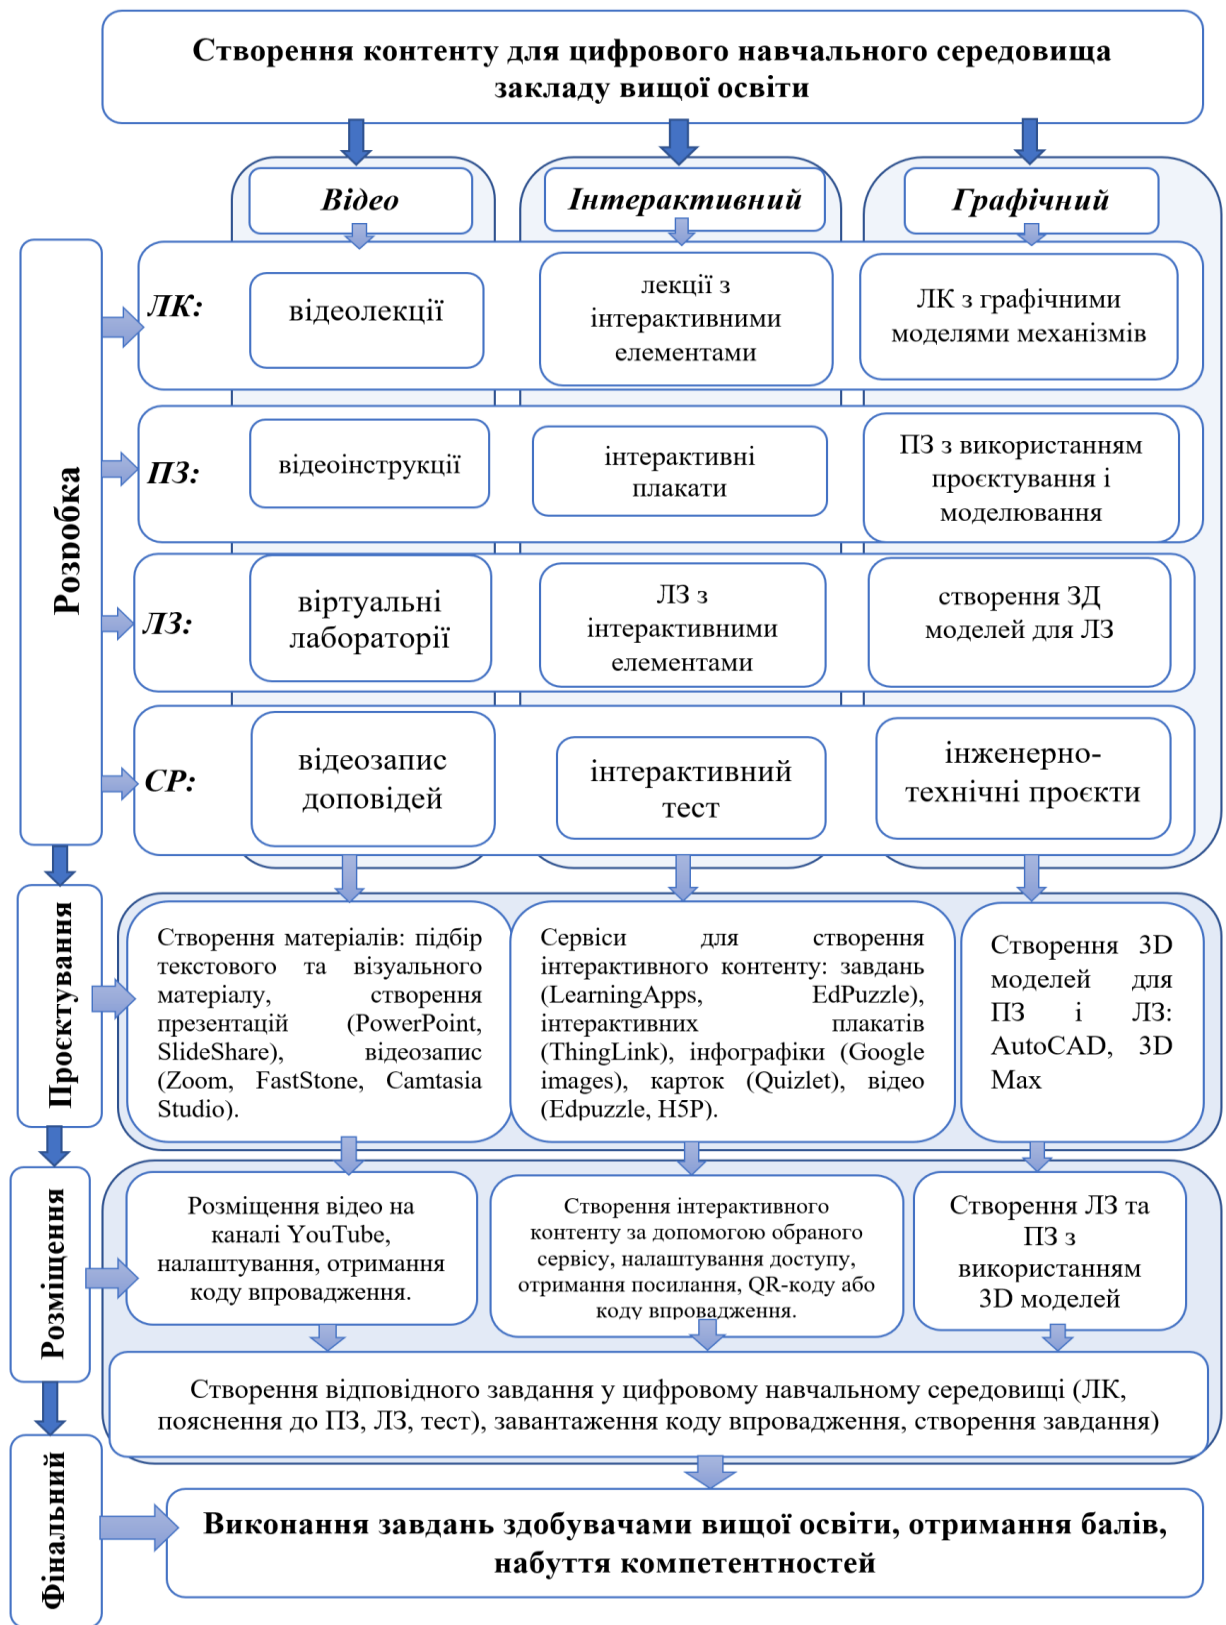 Створення контенту для цифрового навчального середовища
закладу вищої освіти
Відео
Інтерактивний
Графічний
Розробка
ЛК:
відеолекції
лекції з
інтерактивними
елементами
ЛК з графічними
моделями механізмів
ПЗ:
відеоінструкції
інтерактивні
плакати
ПЗ з використанням
проєктування і
моделювання
ЛЗ:
віртуальні
лабораторії
ЛЗ з
інтерактивними
елементами
створення 3Д
моделей для ЛЗ
СР:
відеозапис
доповідей
інтерактивний
тест
інженерно-
технічні проєкти
Проєктування
Створення матеріалів: підбір
текстового та візуального
матеріалу, створення
презентацій (PowerPoint,
SlideShare), відеозапис
(Zoom, FastStone, Camtasia
Studio).
Сервіси для створення
інтерактивного контенту: завдань
(LearningApps, EdPuzzle),
інтерактивних плакатів
(ThingLink), інфографіки (Google
images), карток (Quizlet), відео
(Edpuzzle, H5P).
Створення 3D
моделей для
ПЗ і ЛЗ:
AutoCAD, 3D
Max
Розміщення
Розміщення відео на
каналі YouTube,
налаштування, отримання
коду впровадження.
Створення інтерактивного
контенту за допомогою обраного
сервісу, налаштування доступу,
отримання посилання, QR-коду або
коду впровадження.
Створення ЛЗ та
ПЗ з
використанням
3D моделей
Створення відповідного завдання у цифровому навчальному середовищі (ЛК,
пояснення до ПЗ, ЛЗ, тест), завантаження коду впровадження, створення завдання)
Фінальний
Виконання завдань здобувачами вищої освіти, отримання балів,
набуття компетентностей